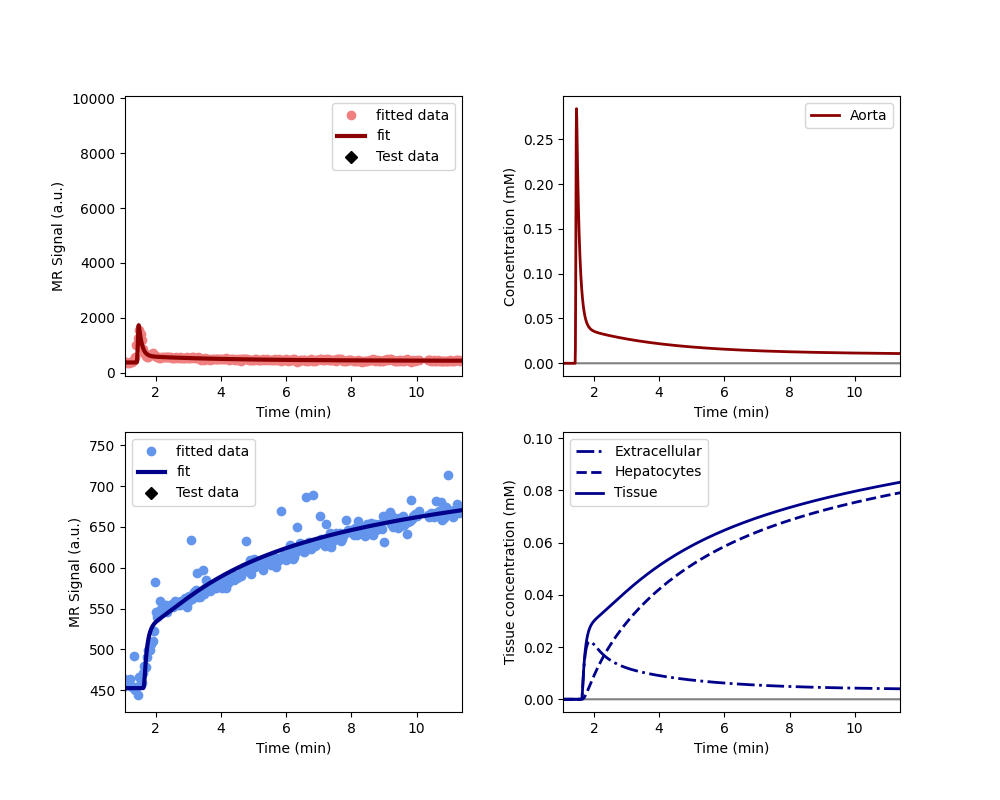 10000
8000
6000
4000
2000
0
MR Signal (a.u.)
fitted data
fit
Test data
2 4 6 8 10
Time (min)
0.25
0.20
0.15
0.10
0.05
0.00
Concentration (mM)
Aorta
2 4 6 8 10
Time (min)
750
700
650
600
550
500
450
MR Signal (a.u.)
fitted data
fit
Test data
2 4 6 8 10
Time (min)
0.10
0.08
0.06
0.04
0.02
0.00
Tissue concentration (mM)
Extracellular
Hepatocytes
Tissue
2 4 6 8 10
Time (min)